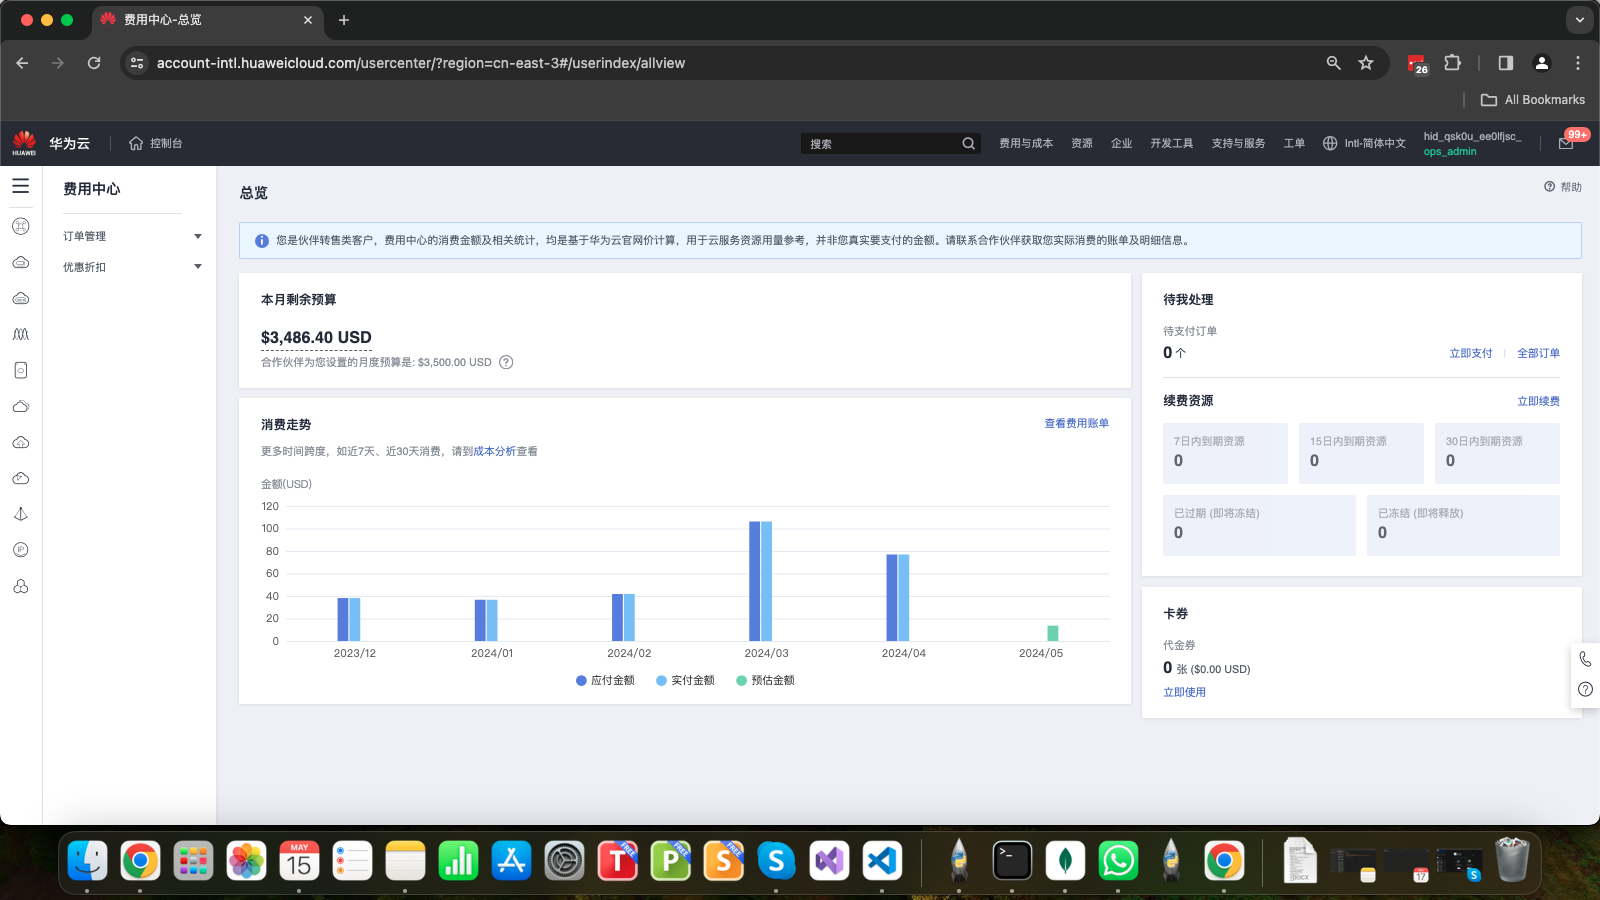 费用中心-总览
account-intl.huaweicloud.com/usercenter/?region=cn-east-3#/userindex/allview
26
All Bookmarks
HUAWEI
华为云
控制台
搜索
费用与成本
资源
企业
开发工具
支持与服务
工单
Intl-简体中文
hid_qsk0u_ee0lfjsc_
ops_admin
99+
费用中心
订单管理
优惠折扣
总览
帮助
您是伙伴转售类客户，费用中心的消费金额及相关统计，均是基于华为云官网价计算，用于云服务资源用量参考，并非您真实要支付的金额。请联系合作伙伴获取您实际消费的账单及明细信息。
本月剩余预算
$3,486.40 USD
合作伙伴为您设置的月度预算是: $3,500.00 USD
消费走势
查看费用账单
更多时间跨度，如近7天、近30天消费，请到成本分析查看
金额(USD)
120
100
80
60
40
20
0
2023/12
2024/01
2024/02
2024/03
2024/04
2024/05
应付金额
实付金额
预估金额
待我处理
待支付订单
0 个
立即支付
全部订单
续费资源
立即续费
7日内到期资源
0
15日内到期资源
0
30日内到期资源
0
已过期 (即将冻结)
0
已冻结 (即将释放)
0
卡券
代金券
0 张 ($0.00 USD)
立即使用
IP
MAY
15
T
FREE
P
FREE
S
FREE
S
>_
.DOCX
17
S